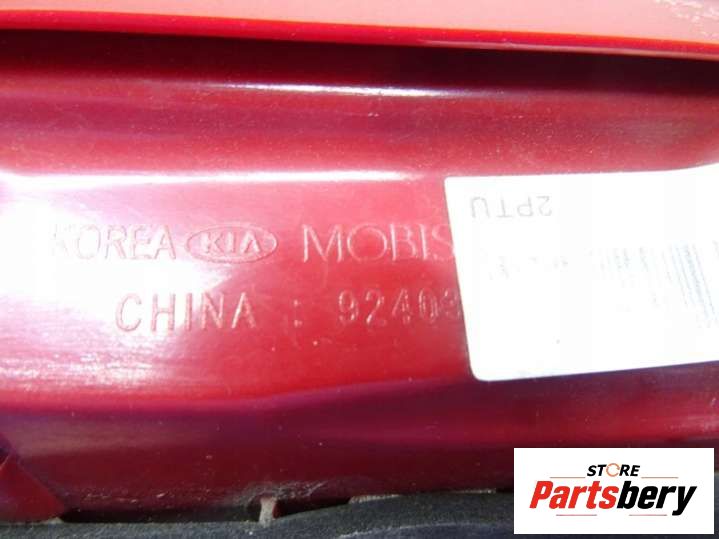 KOREA KIA MOBIS
CHINA : 92403
2PTU
STORE
Partsbery